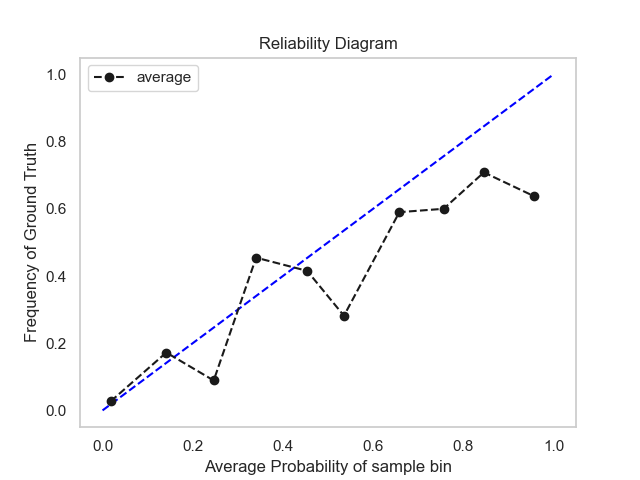 Reliability Diagram
average
Frequency of Ground Truth
1.0
0.8
0.6
0.4
0.2
0.0
0.0 0.2 0.4 0.6 0.8 1.0
Average Probability of sample bin